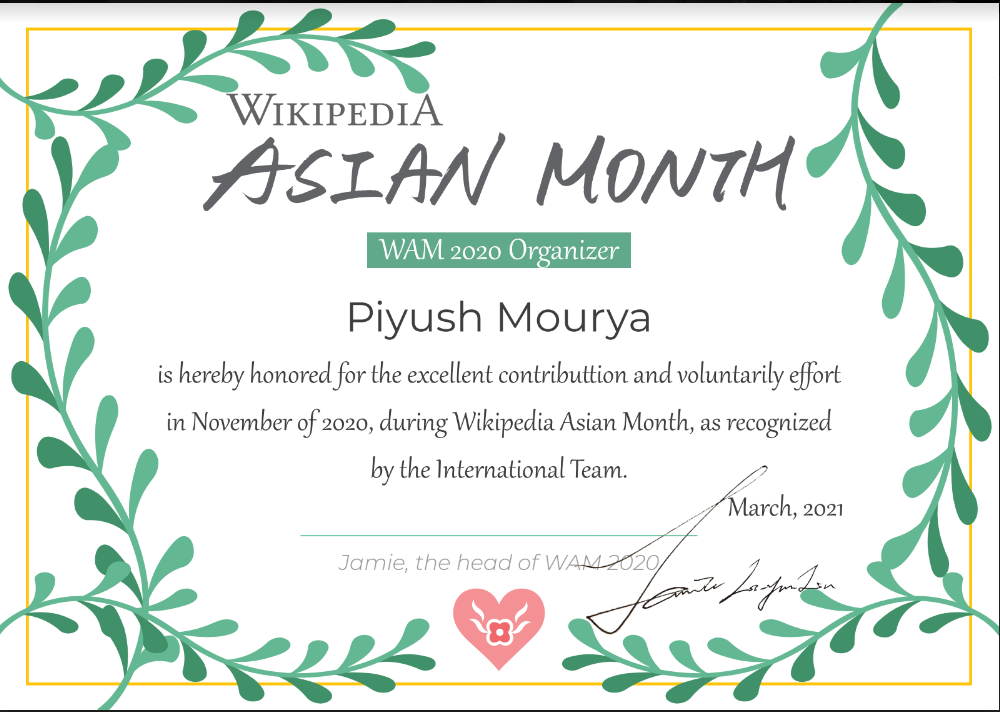 WIKIPEDIA
ASIAN MONTH
WAM 2020 Organizer
Piyush Mourya
is hereby honored for the excellent contributtion and voluntarily effort
in November of 2020, during Wikipedia Asian Month, as recognized
by the International Team.
March, 2021
Jamie, the head of WAM 2020